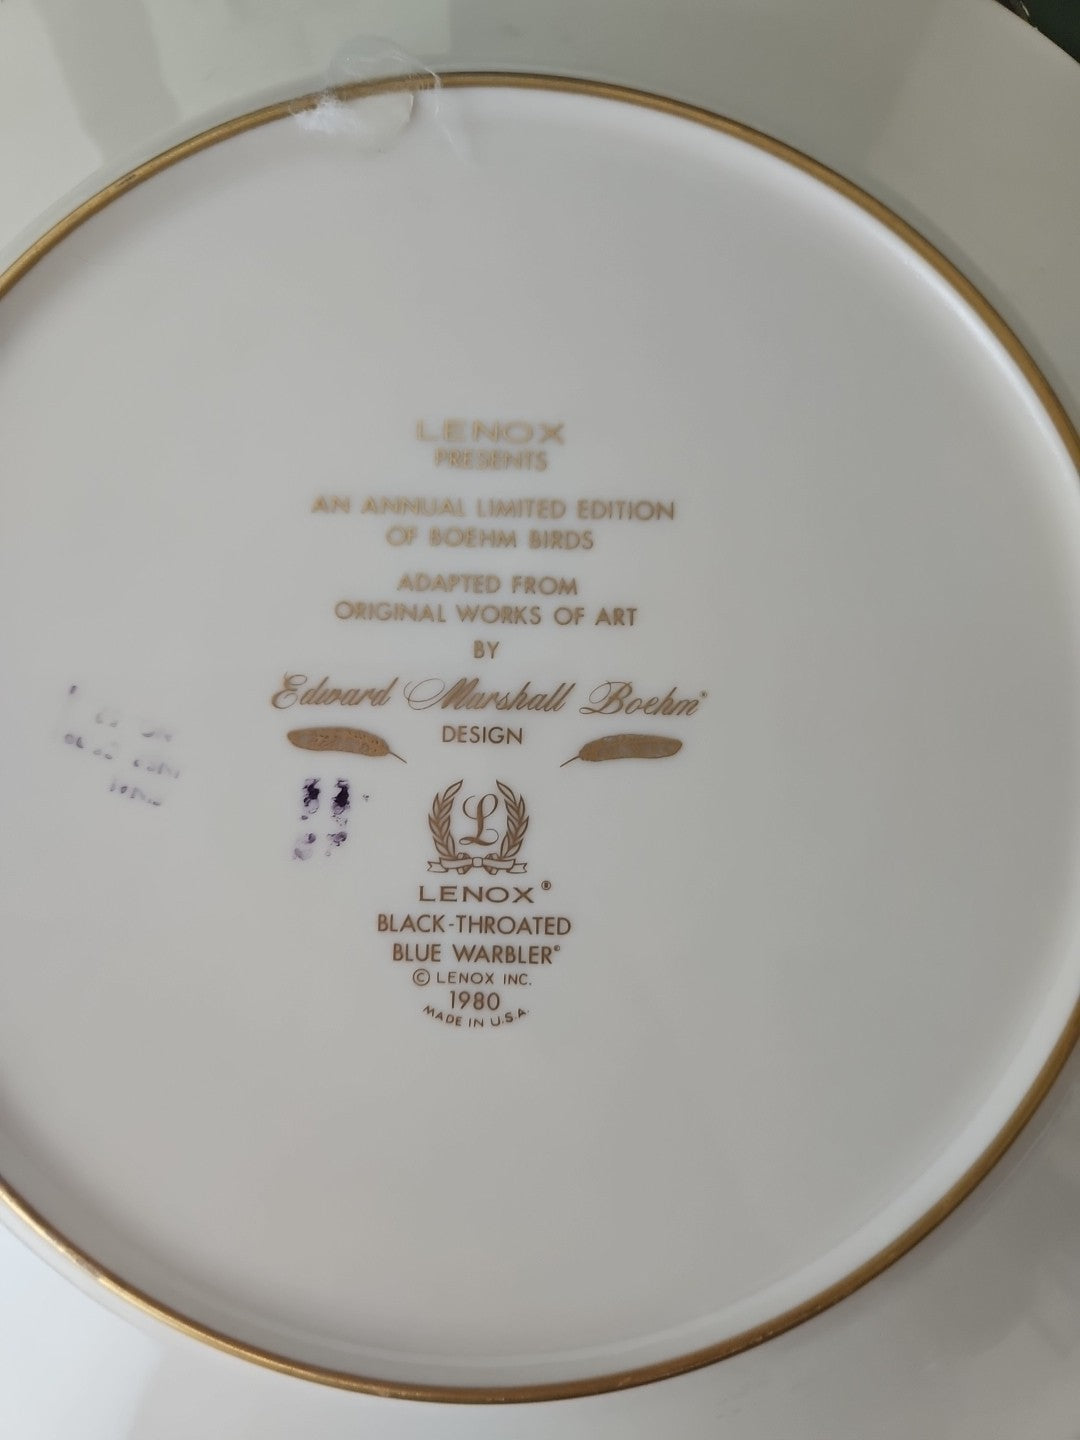 LENOX
PRESENTS
AN ANNUAL LIMITED EDITION
OF BOEHM BIRDS
ADAPTED FROM
ORIGINAL WORKS OF ART
BY
Edward Marshall Boehm®
DESIGN
L
LENOX®
BLACK-THROATED
BLUE WARBLER®
© LENOX INC.
1980
MADE IN U.S.A.